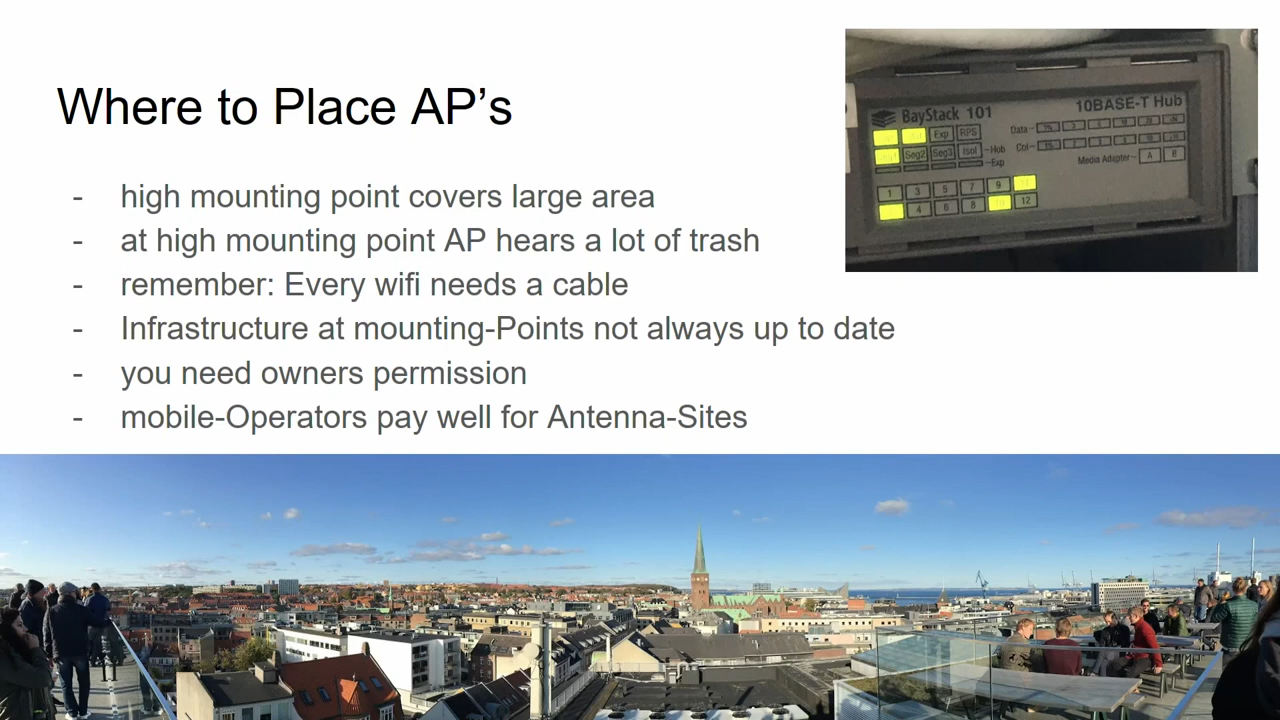 Where to Place AP's
- high mounting point covers large area
- at high mounting point AP hears a lot of trash
- remember: Every wifi needs a cable
- Infrastructure at mounting-Points not always up to date
- you need owners permission
- mobile-Operators pay well for Antenna-Sites
BayStack 101
10BASE-T Hub
Exp RPS
Seg2 Seg3 Isol
Hub
Exp
Data
Col
Media Adapter A B
1 3 5 7 9
4 6 8 12